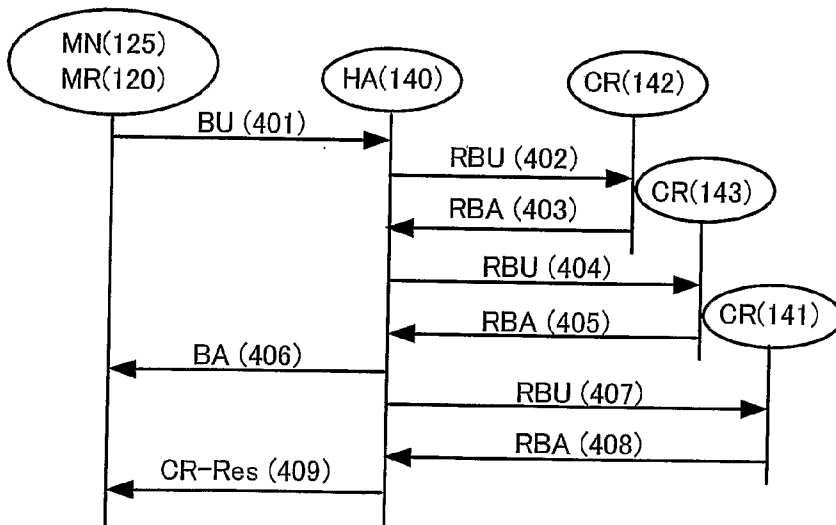 MN(125)
MR(120)
HA(140)
CR(142)
BU (401)
RBU (402)
CR(143)
RBA (403)
RBU (404)
CR(141)
RBA (405)
BA (406)
RBU (407)
RBA (408)
CR-Res (409)